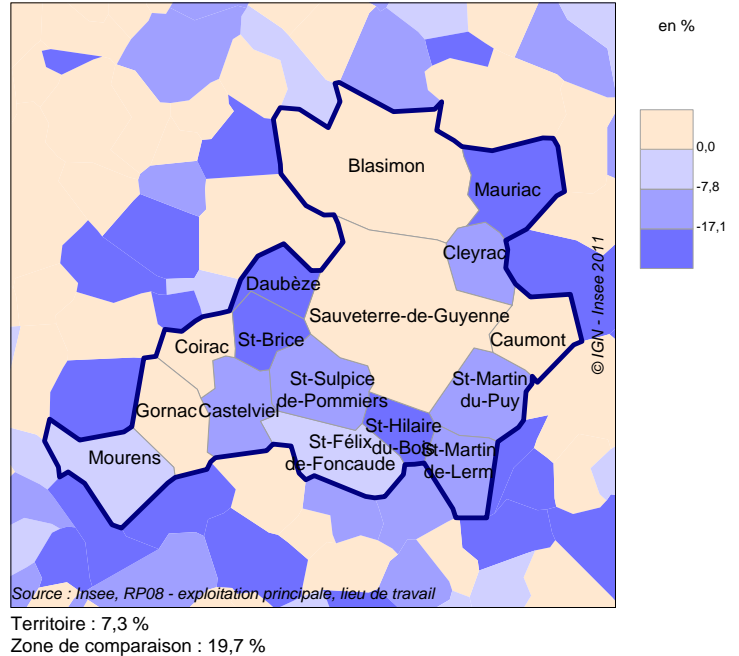 en %
0,0
-7,8
-17,1
Blasimon
Mauriac
Cleyrac
Daubèze
Sauveterre-de-Guyenne
St-Brice
Coirac
Caumont
St-Sulpice
de-Pommiers
St-Martin
du-Puy
Gornac
Castelviel
St-Hilaire
du-Bois
St-Félix
de-Foncaude
St-Martin
de-Lerm
Mourens
© IGN - Insee 2011
Source : Insee, RP08 - exploitation principale, lieu de travail
Territoire : 7,3 %
Zone de comparaison : 19,7 %